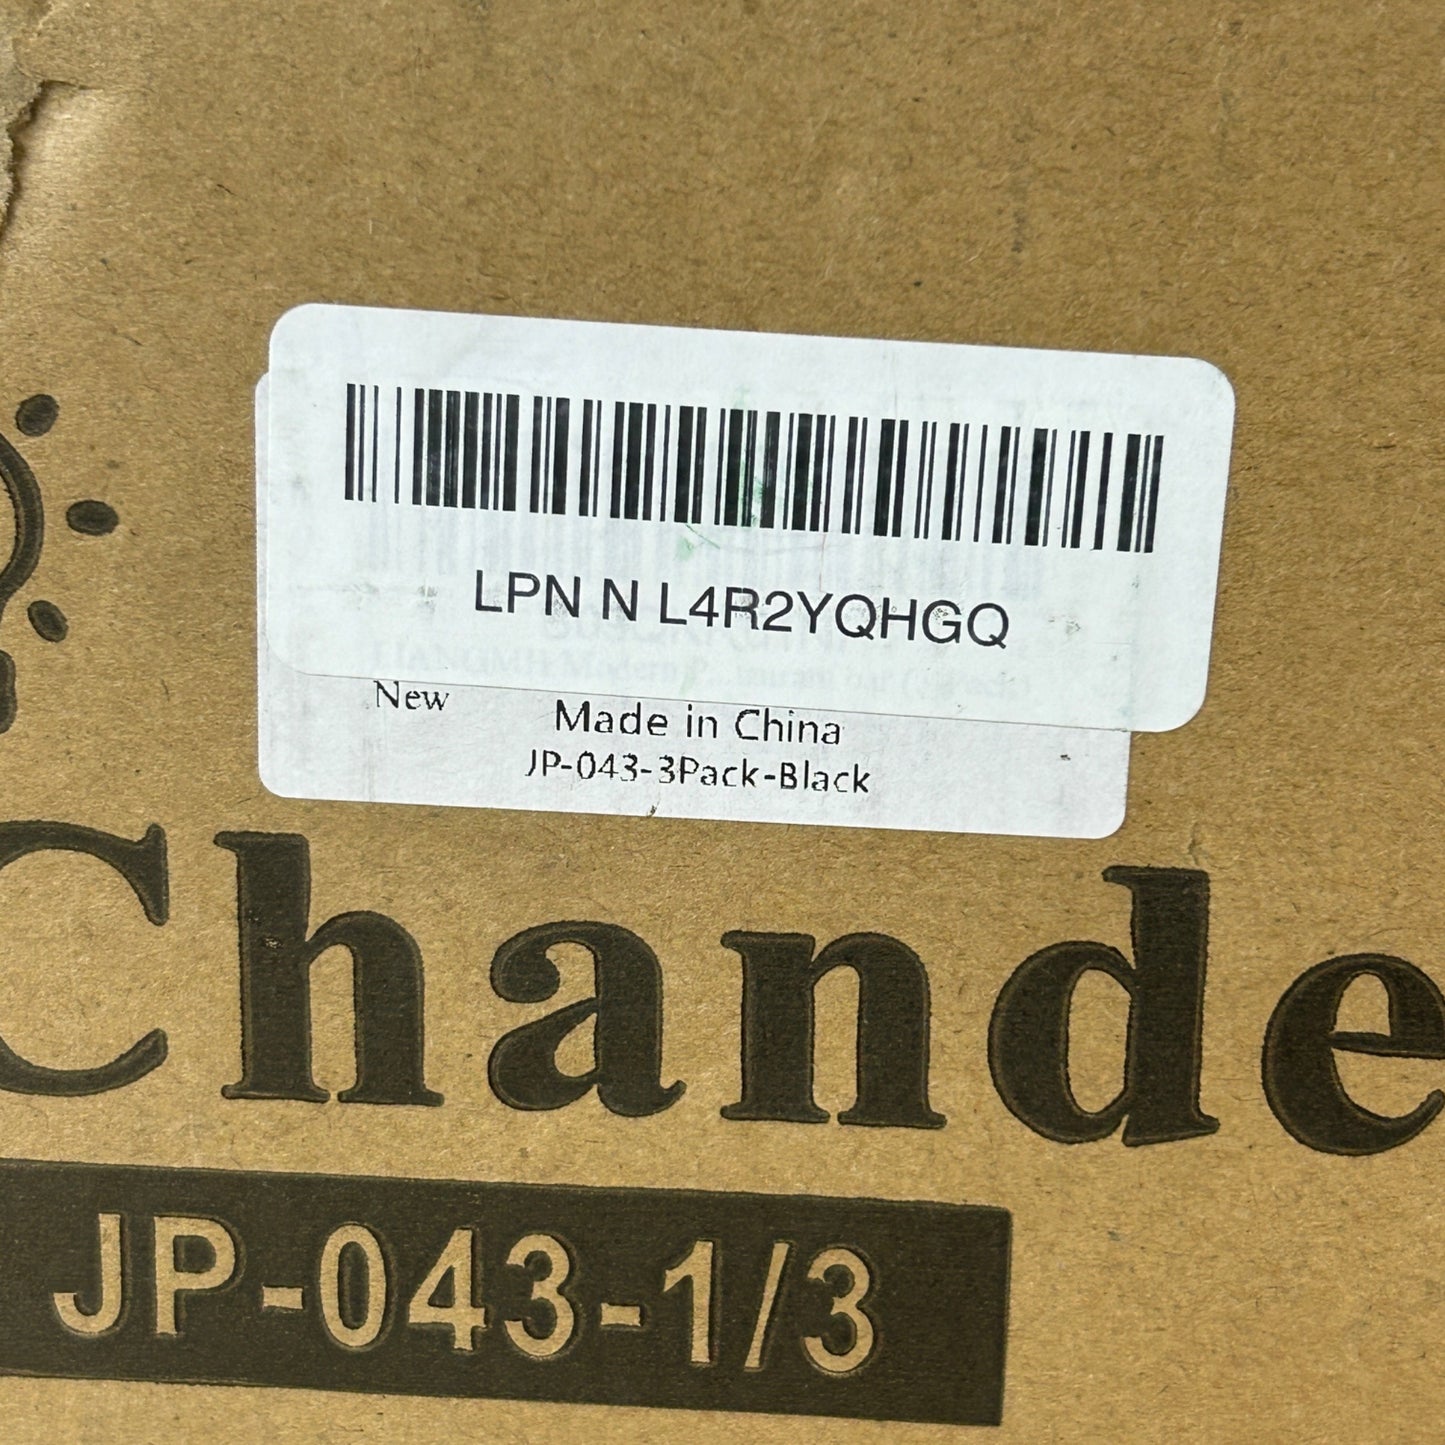 LPN N L4R2YQHGQ
New
Made in China
JP-043-3Pack-Black
Chande
JP-043-1/3